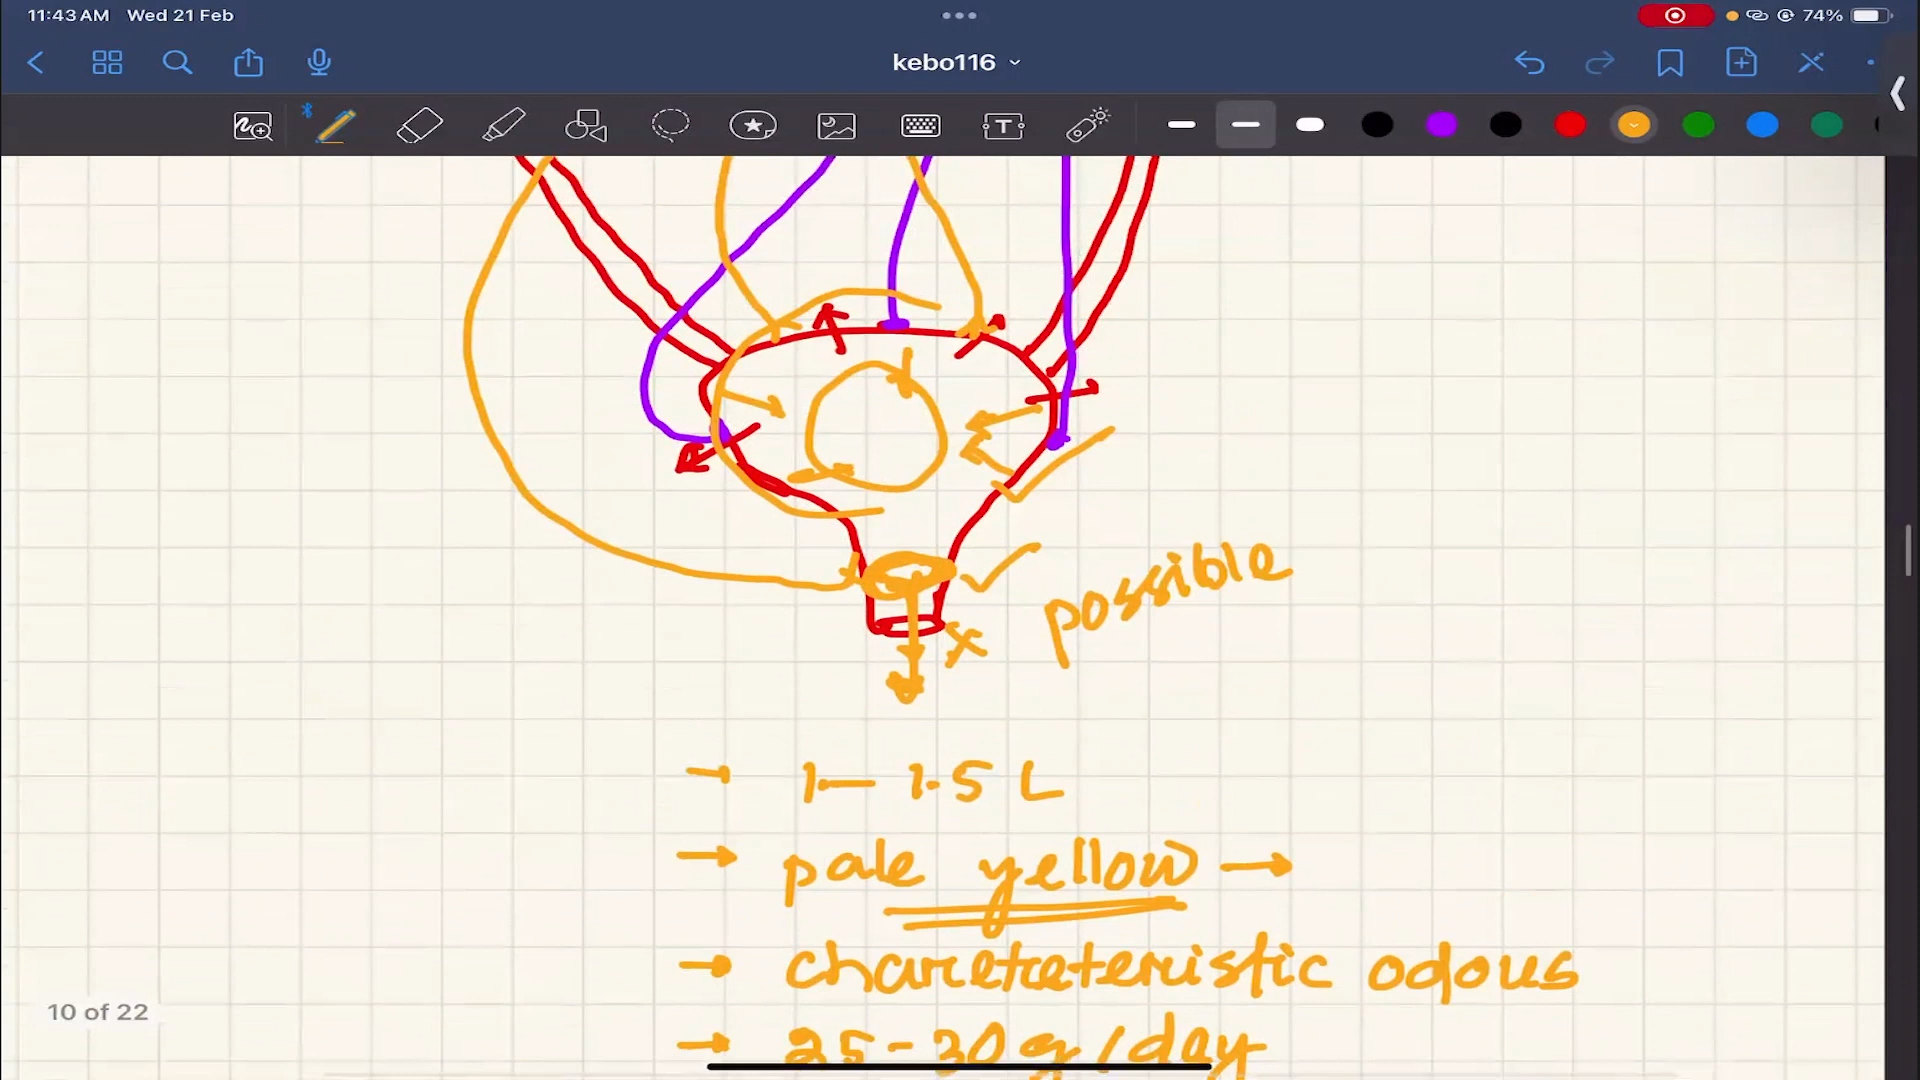 11:43 AM Wed 21 Feb 74%
kebo116
T
possible
x
→ 1 — 1.5 L
→ pale yellow →
→ charetcteteristic odous
→ 25-30 g/day
10 of 22